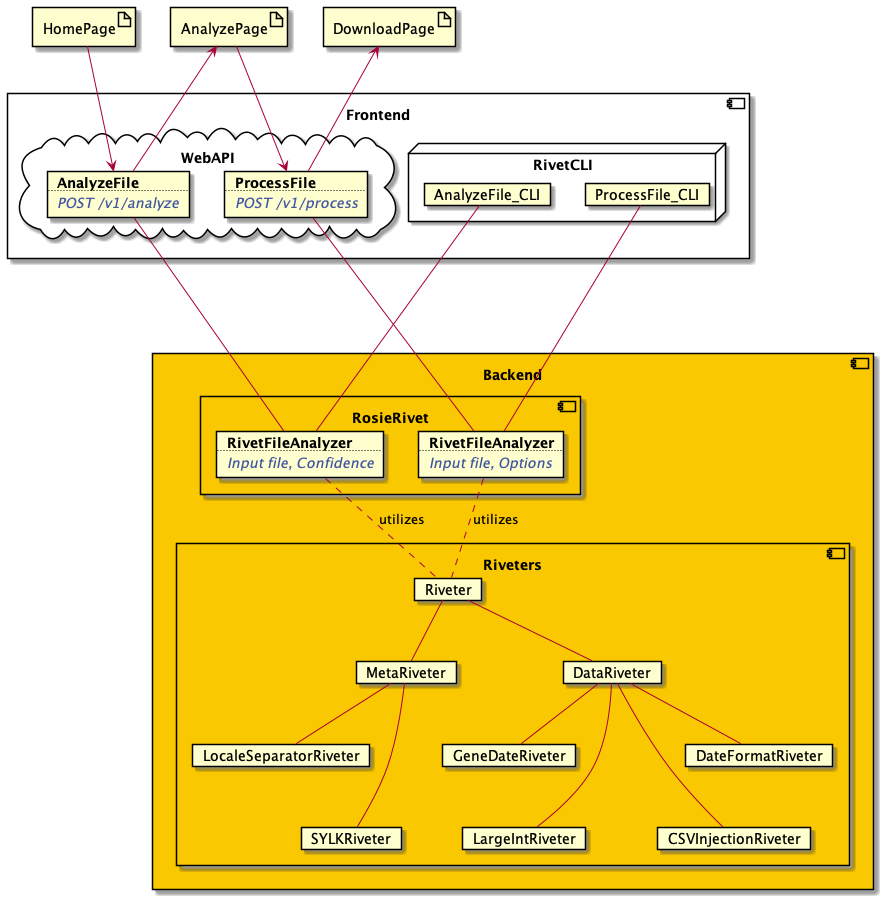 HomePage
AnalyzePage
DownloadPage
Frontend
WebAPI
RivetCLI
AnalyzeFile
POST /v1/analyze
ProcessFile
POST /v1/process
AnalyzeFile_CLI
ProcessFile_CLI
Backend
RosieRivet
RivetFileAnalyzer
Input file, Confidence
RivetFileAnalyzer
Input file, Options
utilizes
utilizes
Riveters
Riveter
MetaRiveter
DataRiveter
LocaleSeparatorRiveter
GeneDateRiveter
DateFormatRiveter
SYLKRiveter
LargeIntRiveter
CSVInjectionRiveter